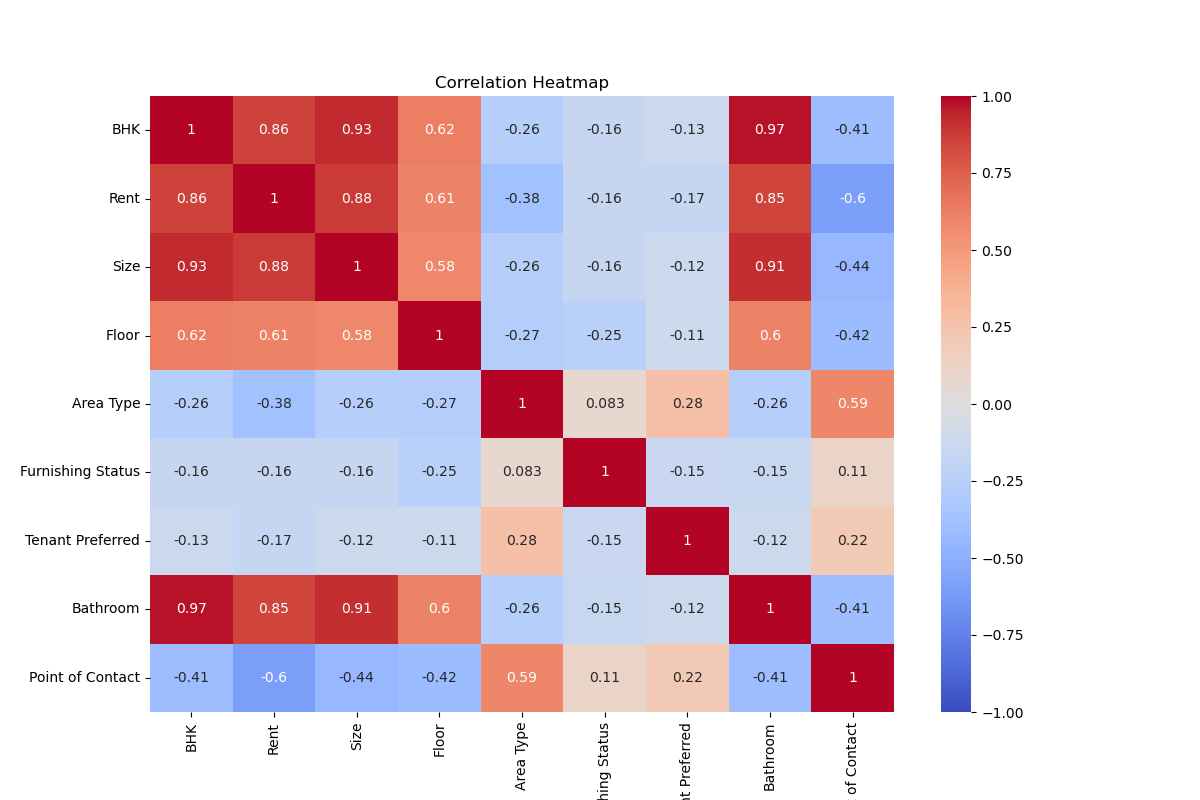 Correlation Heatmap
BHK 1 0.86 0.93 0.62 -0.26 -0.16 -0.13 0.97 -0.41
Rent 0.86 1 0.88 0.61 -0.38 -0.16 -0.17 0.85 -0.6
Size 0.93 0.88 1 0.58 -0.26 -0.16 -0.12 0.91 -0.44
Floor 0.62 0.61 0.58 1 -0.27 -0.25 -0.11 0.6 -0.42
Area Type -0.26 -0.38 -0.26 -0.27 1 0.083 0.28 -0.26 0.59
Furnishing Status -0.16 -0.16 -0.16 -0.25 0.083 1 -0.15 -0.15 0.11
Tenant Preferred -0.13 -0.17 -0.12 -0.11 0.28 -0.15 1 -0.12 0.22
Bathroom 0.97 0.85 0.91 0.6 -0.26 -0.15 -0.12 1 -0.41
Point of Contact -0.41 -0.6 -0.44 -0.42 0.59 0.11 0.22 -0.41 1
BHK
Rent
Size
Floor
Area Type
hing Status
nt Preferred
Bathroom
of Contact
1.00
0.75
0.50
0.25
0.00
−0.25
−0.50
−0.75
−1.00